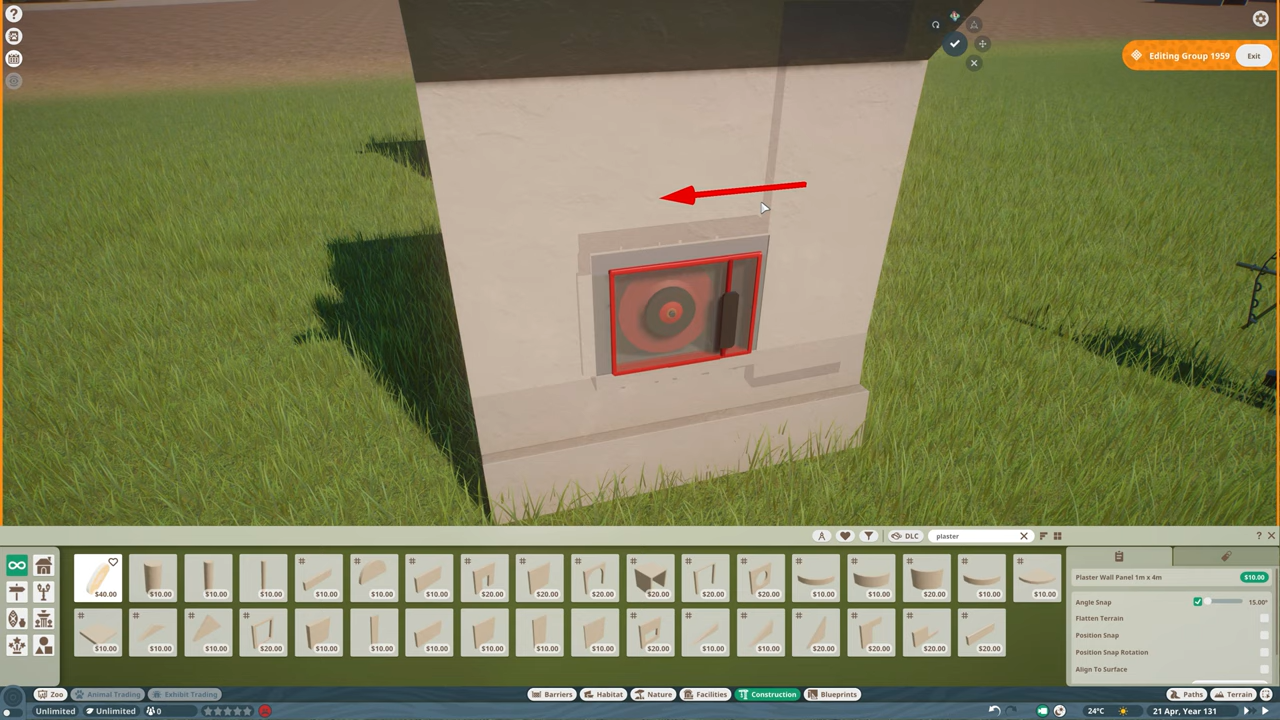 Editing Group 1959
Exit
DLC
plaster
$40.00 $10.00 $10.00 $10.00 $10.00 $10.00 $10.00 $20.00 $20.00 $20.00 $20.00 $20.00 $20.00 $10.00 $10.00 $20.00 $10.00 $10.00
$10.00 $10.00 $10.00 $20.00 $10.00 $10.00 $10.00 $10.00 $10.00 $20.00 $10.00 $10.00 $20.00 $20.00 $20.00 $10.00
Plaster Wall Panel 1m x 4m $10.00
Angle Snap 15.00°
Flatten Terrain
Position Snap
Position Snap Rotation
Align To Surface
Zoo Animal Trading Exhibit Trading Barriers Habitat Nature Facilities Construction Blueprints Paths Terrain
Unlimited Unlimited 0 24°C 21 Apr, Year 131